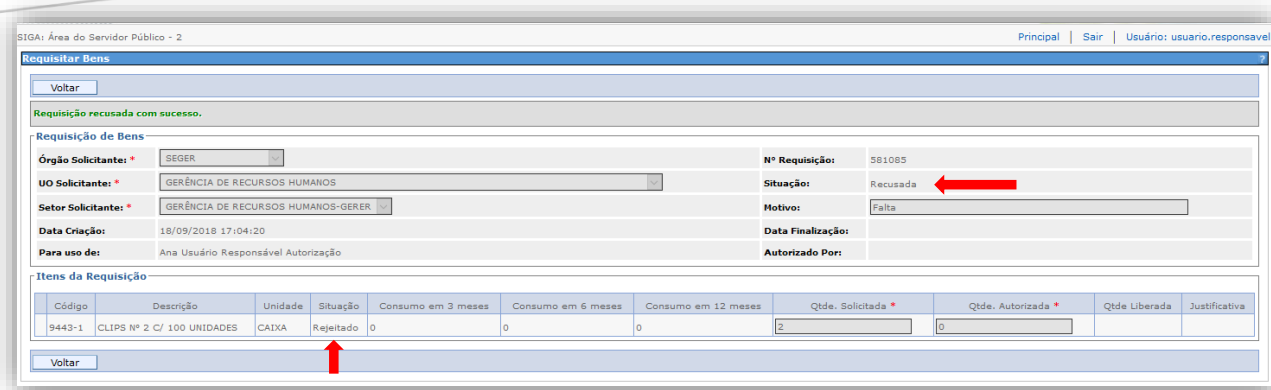 SIGA: Área do Servidor Público - 2 Principal | Sair | Usuário: usuario.responsavel
Requisitar Bens ?
Voltar
Requisição recusada com sucesso.
Requisição de Bens
Órgão Solicitante: * SEGER Nº Requisição: 581085
UO Solicitante: * GERÊNCIA DE RECURSOS HUMANOS Situação: Recusada
Setor Solicitante: * GERÊNCIA DE RECURSOS HUMANOS-GERER Motivo: Falta
Data Criação: 18/09/2018 17:04:20 Data Finalização:
Para uso de: Ana Usuário Responsável Autorização Autorizado Por:
Itens da Requisição
Código Descrição Unidade Situação Consumo em 3 meses Consumo em 6 meses Consumo em 12 meses Qtde. Solicitada * Qtde. Autorizada * Qtde Liberada Justificativa
9443-1 CLIPS Nº 2 C/ 100 UNIDADES CAIXA Rejeitado 0 0 0 2 0
Voltar